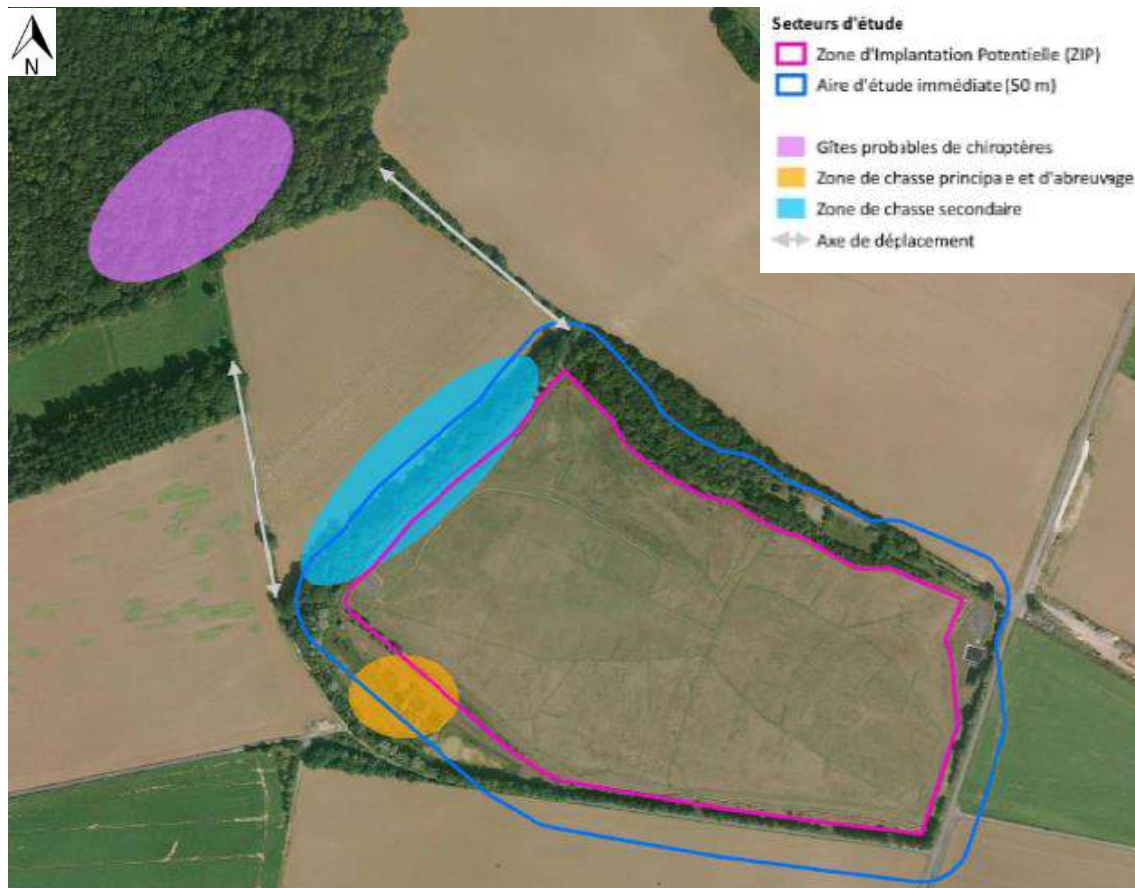 N
Secteurs d'étude
Zone d'Implantation Potentielle (ZIP)
Aire d'étude immédiate (50 m)
Gîtes probables de chiroptères
Zone de chasse principa e et d'abreuvage
Zone de chasse secondaire
Axe de déplacement